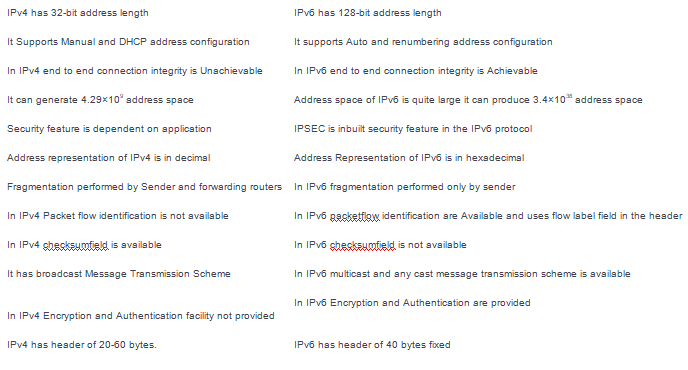 IPv4 has 32-bit address length IPv6 has 128-bit address length
It Supports Manual and DHCP address configuration It supports Auto and renumbering address configuration
In IPv4 end to end connection integrity is Unachievable In IPv6 end to end connection integrity is Achievable
It can generate 4.29×10⁹ address space Address space of IPv6 is quite large it can produce 3.4×10³⁸ address space
Security feature is dependent on application IPSEC is inbuilt security feature in the IPv6 protocol
Address representation of IPv4 is in decimal Address Representation of IPv6 is in hexadecimal
Fragmentation performed by Sender and forwarding routers In IPv6 fragmentation performed only by sender
In IPv4 Packet flow identification is not available In IPv6 packetflow identification are Available and uses flow label field in the header
In IPv4 checksumfield is available In IPv6 checksumfield is not available
It has broadcast Message Transmission Scheme In IPv6 multicast and any cast message transmission scheme is available
In IPv6 Encryption and Authentication are provided
In IPv4 Encryption and Authentication facility not provided
IPv4 has header of 20-60 bytes. IPv6 has header of 40 bytes fixed